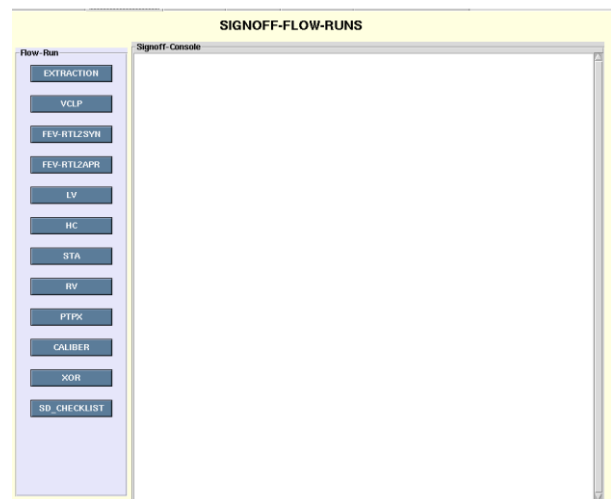 SIGNOFF-FLOW-RUNS
Flow-Run
Signoff-Console
EXTRACTION
VCLP
FEV-RTL2SYN
FEV-RTL2APR
LV
HC
STA
RV
PTPX
CALIBER
XOR
SD_CHECKLIST